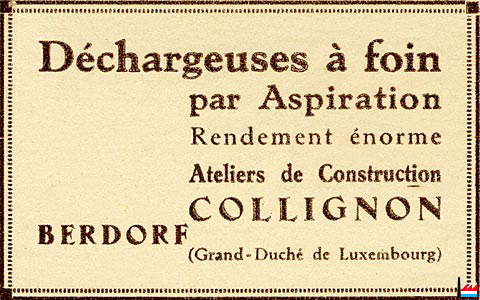 Déchargeuses à foin
par Aspiration
Rendement énorme
Ateliers de Construction
COLLIGNON
BERDORF
(Grand-Duché de Luxembourg)